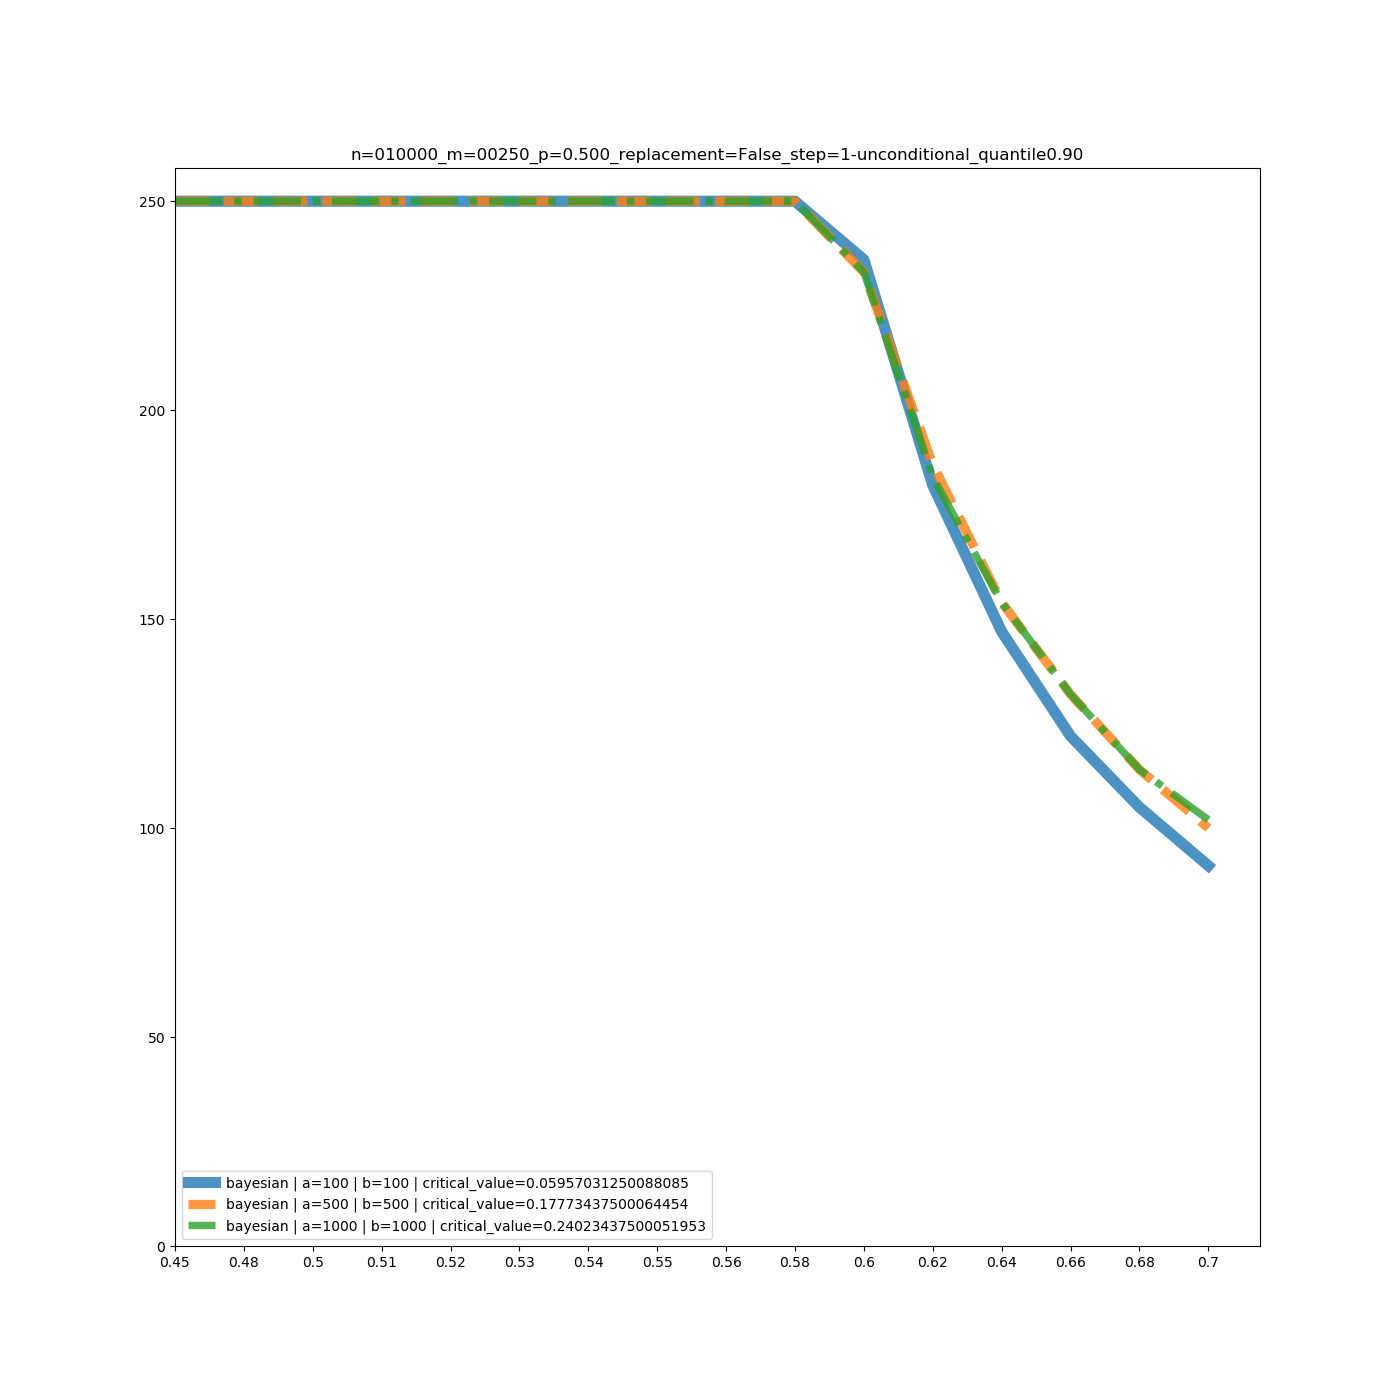 n=010000_m=00250_p=0.500_replacement=False_step=1-unconditional_quantile0.90
250
200
150
100
50
0
bayesian | a=100 | b=100 | critical_value=0.05957031250088085
bayesian | a=500 | b=500 | critical_value=0.17773437500064454
bayesian | a=1000 | b=1000 | critical_value=0.24023437500051953
0.45 0.48 0.5 0.51 0.52 0.53 0.54 0.55 0.56 0.58 0.6 0.62 0.64 0.66 0.68 0.7